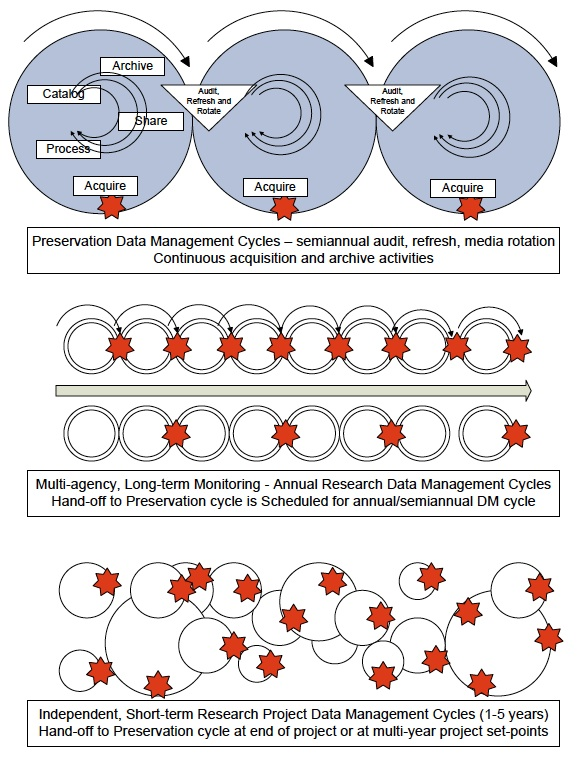 Archive
Catalog
Share
Process
Acquire
Audit,
Refresh and
Rotate
Acquire
Audit,
Refresh and
Rotate
Acquire
Preservation Data Management Cycles – semiannual audit, refresh, media rotation
Continuous acquisition and archive activities
Multi-agency, Long-term Monitoring - Annual Research Data Management Cycles
Hand-off to Preservation cycle is Scheduled for annual/semiannual DM cycle
Independent, Short-term Research Project Data Management Cycles (1-5 years)
Hand-off to Preservation cycle at end of project or at multi-year project set-points